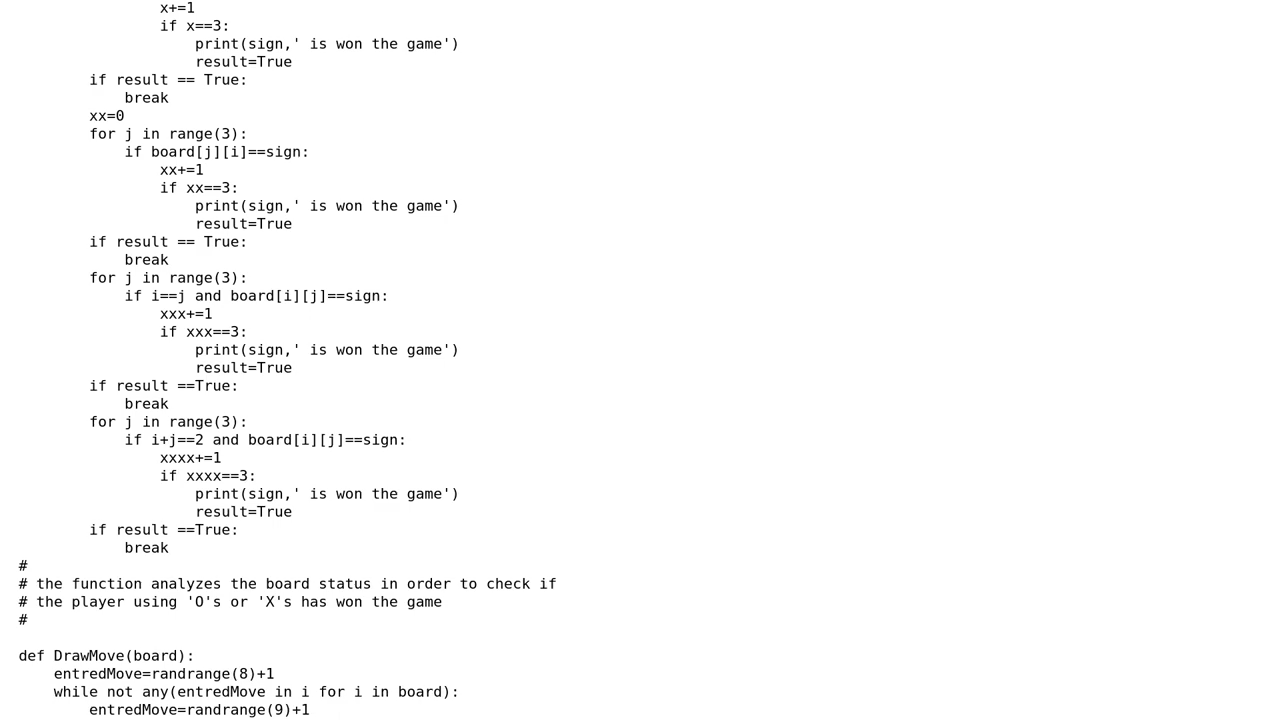 x+=1
                if x==3:
                    print(sign,' is won the game')
                    result=True
        if result == True:
            break
        xx=0
        for j in range(3):
            if board[j][i]==sign:
                xx+=1
                if xx==3:
                    print(sign,' is won the game')
                    result=True
        if result == True:
            break
        for j in range(3):
            if i==j and board[i][j]==sign:
                xxx+=1
                if xxx==3:
                    print(sign,' is won the game')
                    result=True
        if result ==True:
            break
        for j in range(3):
            if i+j==2 and board[i][j]==sign:
                xxxx+=1
                if xxxx==3:
                    print(sign,' is won the game')
                    result=True
        if result ==True:
            break
#
# the function analyzes the board status in order to check if
# the player using 'O's or 'X's has won the game
#

def DrawMove(board):
    entredMove=randrange(8)+1
    while not any(entredMove in i for i in board):
        entredMove=randrange(9)+1